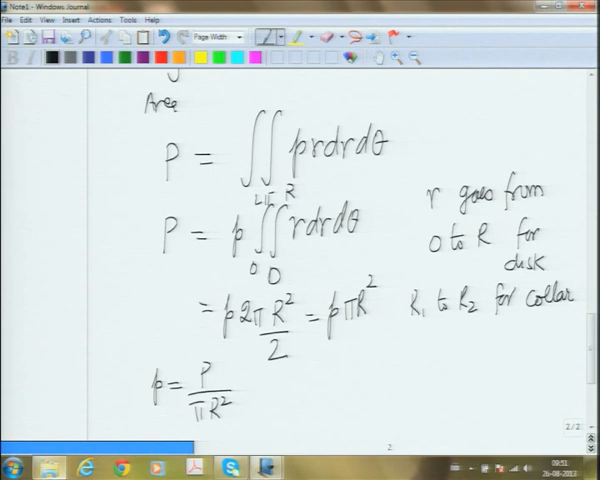 Note1 - Windows Journal
File Edit View Insert Actions Tools Help
Page Width
B I
Area
P = ∬ p r dr dθ
P = p ∫₀^{2π} ∫₀^{R} r dr dθ
r goes from
0 to R for
disk
= p 2π R²/2 = p π R²
R₁ to R₂ for collar
p = P/πR²
2 / 2
2
09:51
26-08-2013